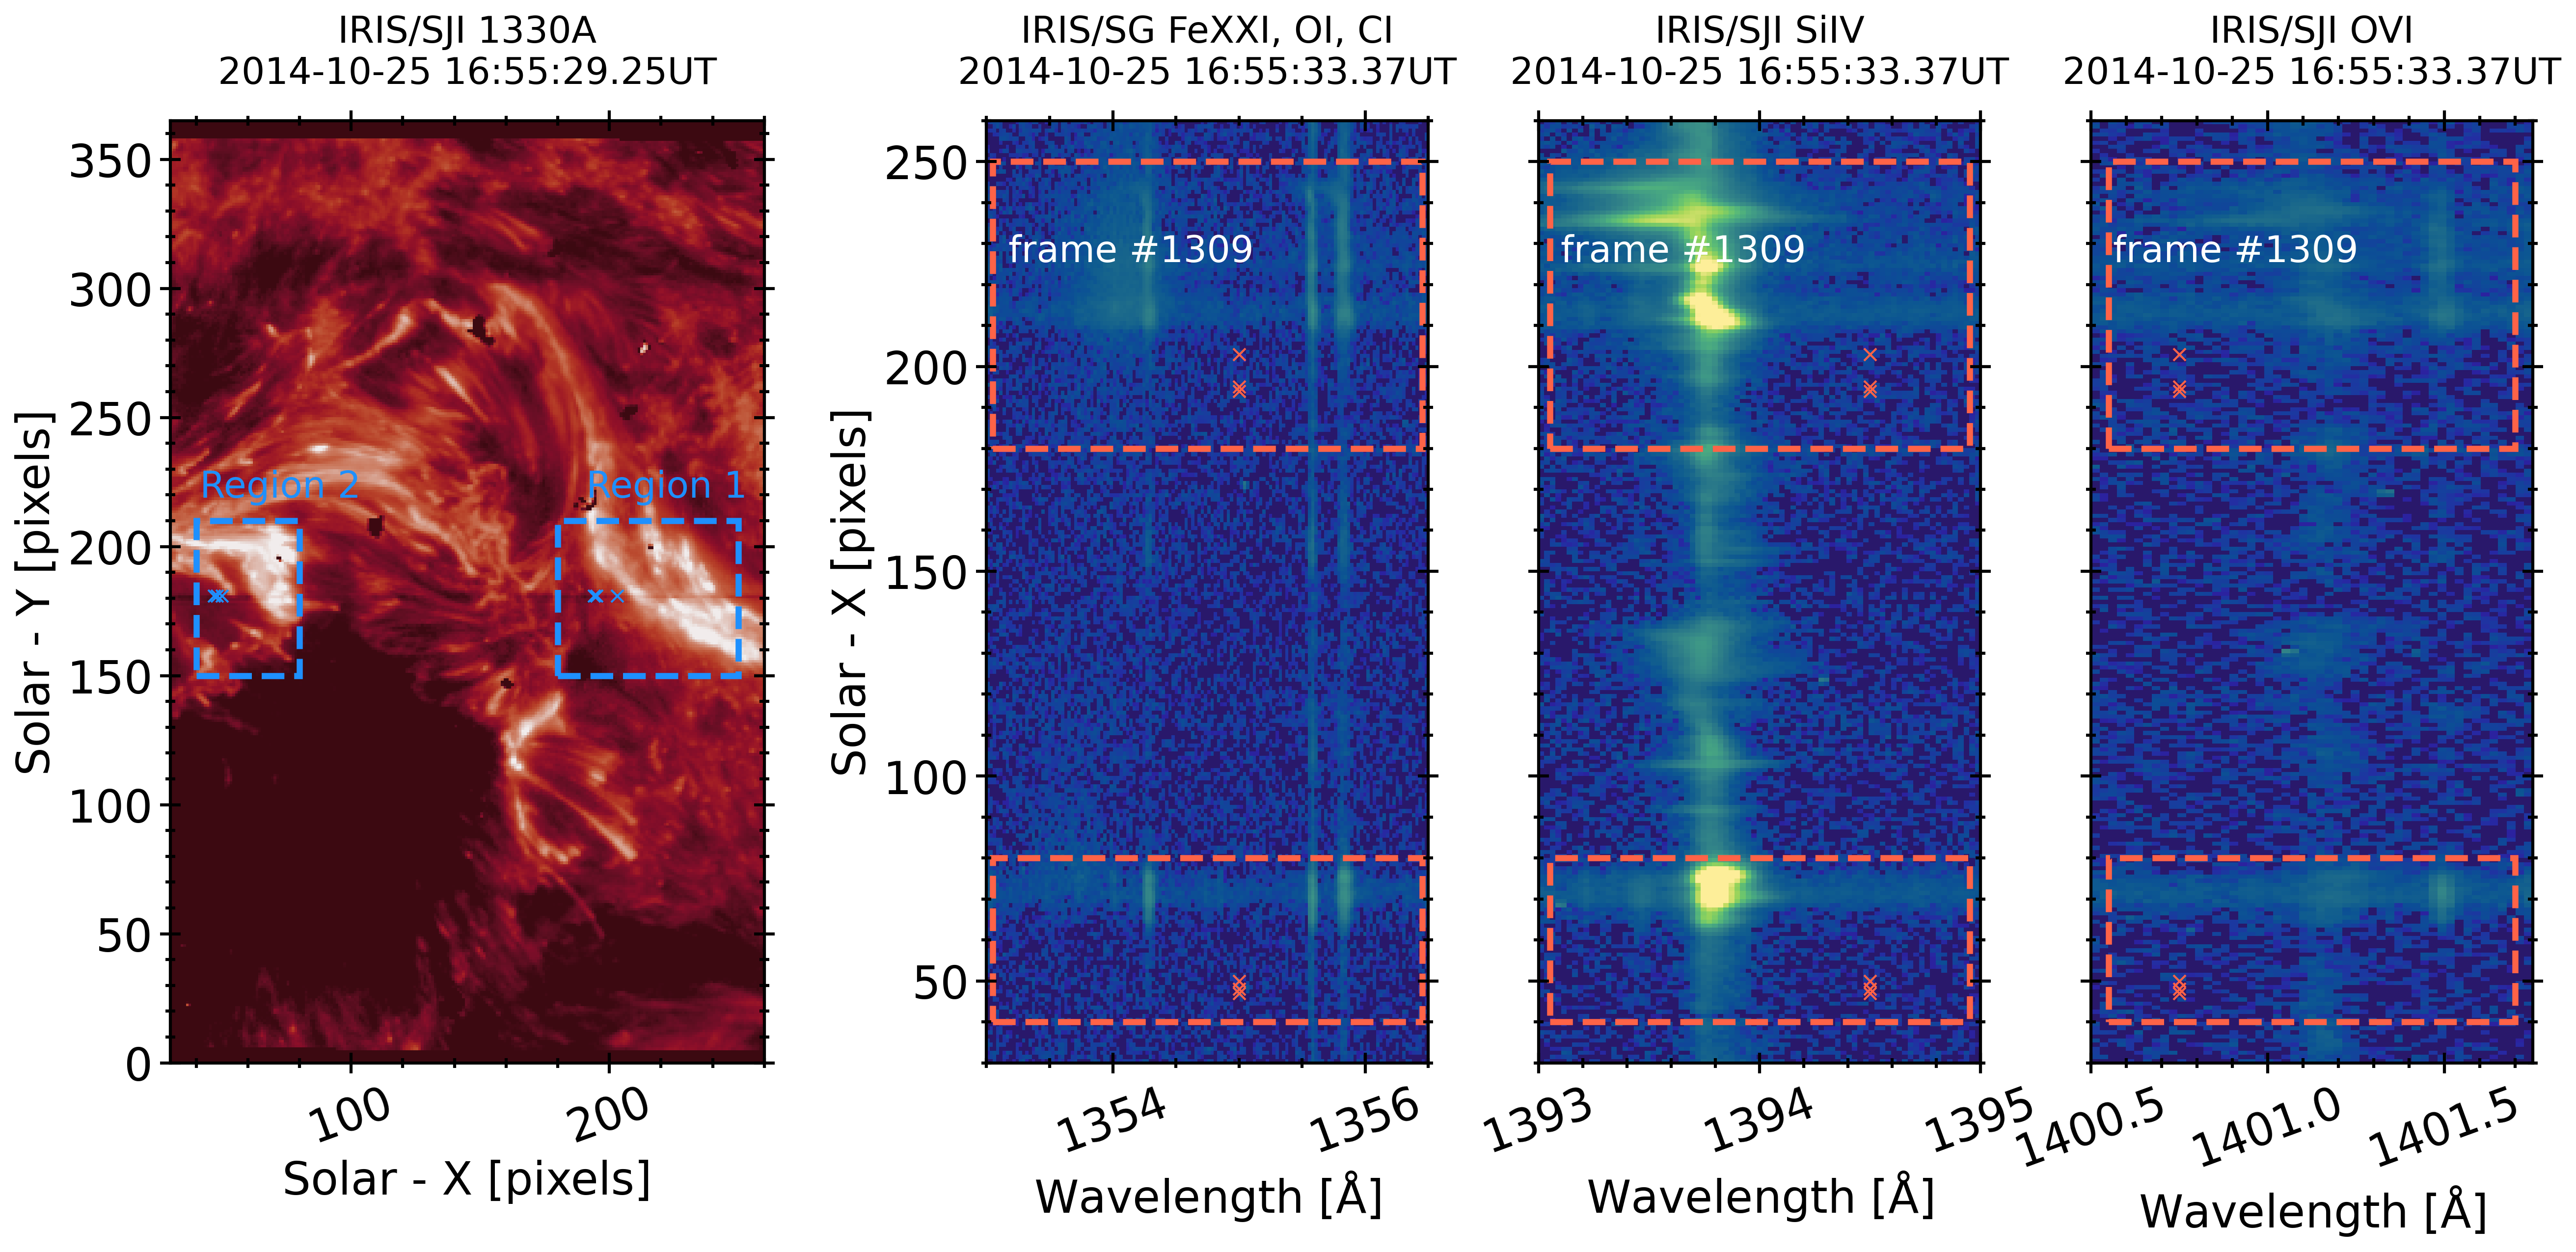 IRIS/SJI 1330A
2014-10-25 16:55:29.25UT
350
300
250
200
150
100
50
0
Solar - Y [pixels]
Region 2
Region 1
100
200
Solar - X [pixels]
IRIS/SG FeXXI, OI, CI
2014-10-25 16:55:33.37UT
250
200
150
100
50
Solar - X [pixels]
frame #1309
1354
1356
Wavelength [Å]
IRIS/SJI SiIV
2014-10-25 16:55:33.37UT
frame #1309
1393
1394
1395
Wavelength [Å]
IRIS/SJI OVI
2014-10-25 16:55:33.37UT
frame #1309
1400.5
1401.0
1401.5
Wavelength [Å]